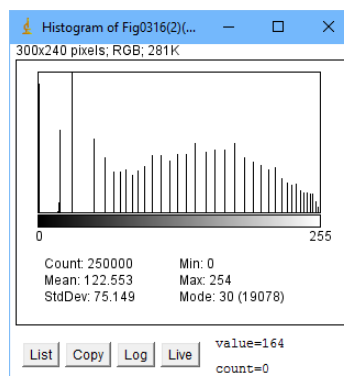 Histogram of Fig0316(2)(...
300x240 pixels; RGB; 281K
0 255
Count: 250000 Min: 0
Mean: 122.553 Max: 254
StdDev: 75.149 Mode: 30 (19078)
List Copy Log Live value=164
count=0